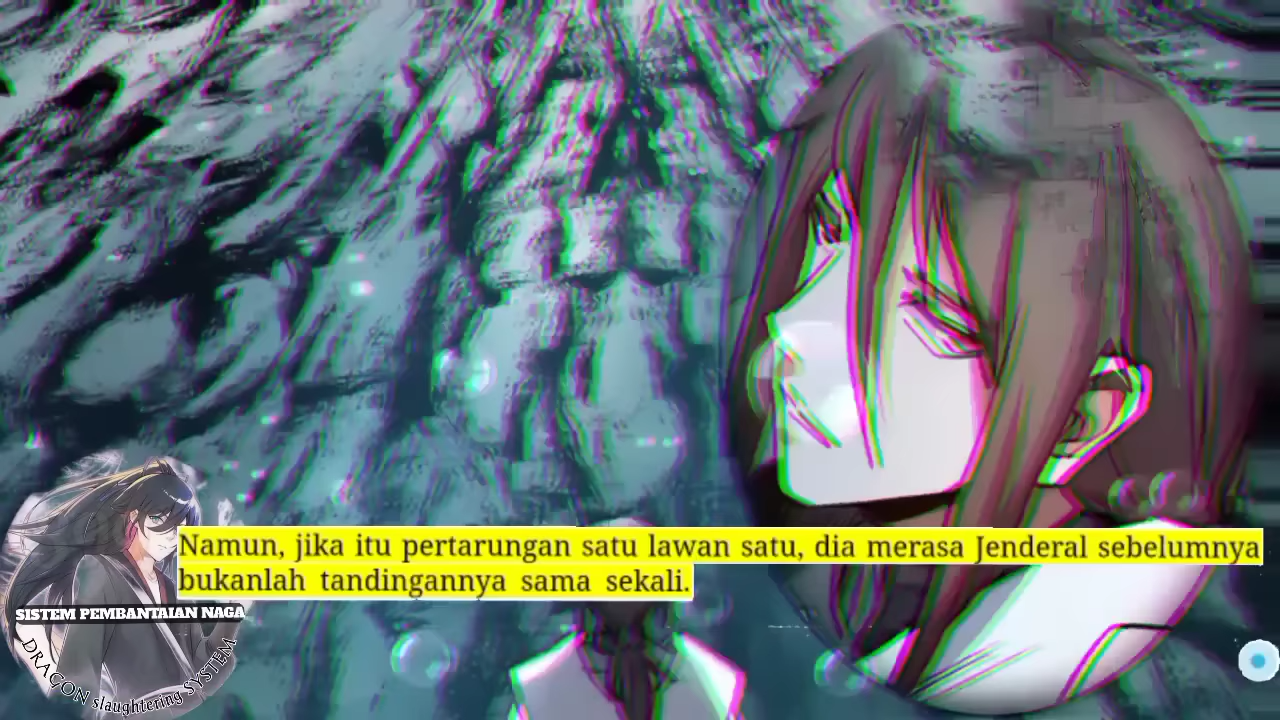 Namun, jika itu pertarungan satu lawan satu, dia merasa Jenderal sebelumnya
bukanlah tandingannya sama sekali.
SISTEM PEMBANTAIAN NAGA
DRAGON slaughtering SYSTEM